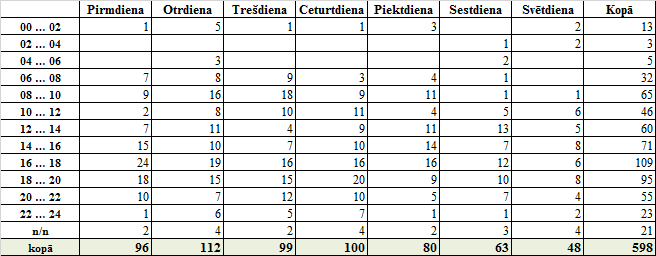 Pirmdiena Otrdiena Trešdiena Ceturtdiena Piektdiena Sestdiena Svētdiena Kopā
00 ... 02 1 5 1 1 3 2 13
02 ... 04 1 2 3
04 ... 06 3 2 5
06 ... 08 7 8 9 3 4 1 32
08 ... 10 9 16 18 9 11 1 1 65
10 ... 12 2 8 10 11 4 5 6 46
12 ... 14 7 11 4 9 11 13 5 60
14 ... 16 15 10 7 10 14 7 8 71
16 ... 18 24 19 16 16 16 12 6 109
18 ... 20 18 15 15 20 9 10 8 95
20 ... 22 10 7 12 10 5 7 4 55
22 ... 24 1 6 5 7 1 1 2 23
n/n 2 4 2 4 2 3 4 21
kopā 96 112 99 100 80 63 48 598